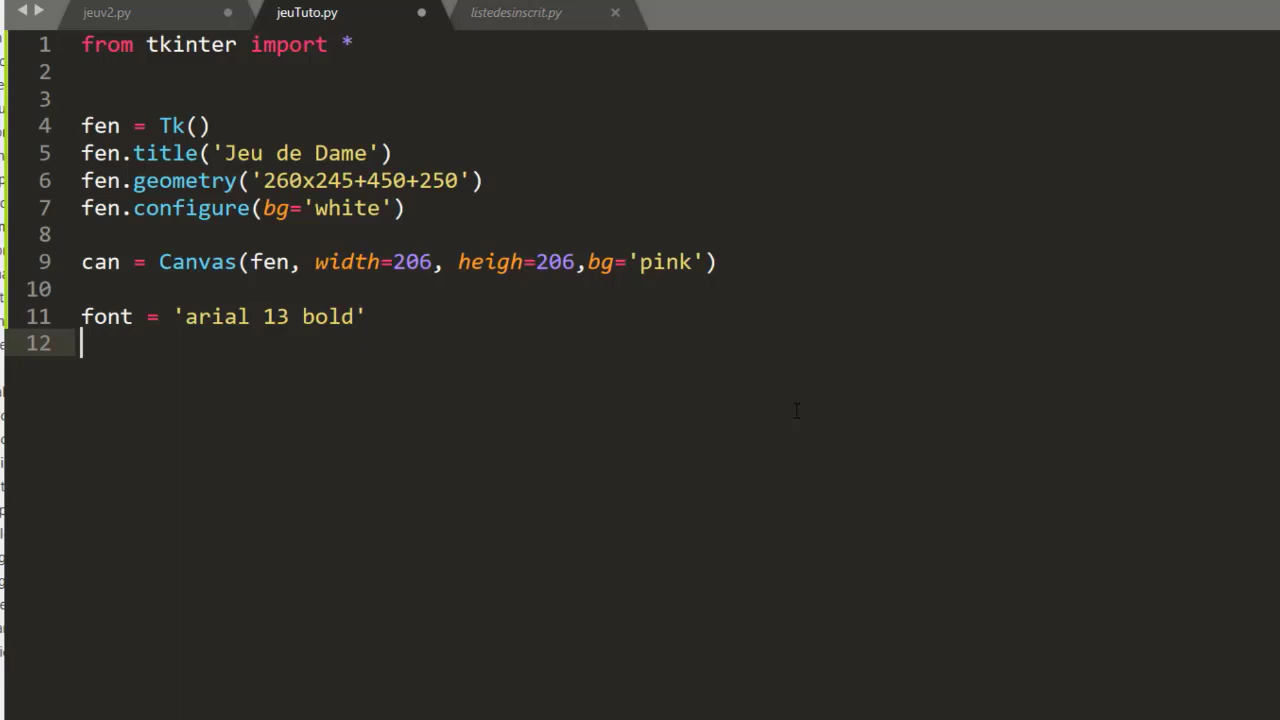 jeuv2.py
jeuTuto.py
listedesinscrit.py
1 from tkinter import *
2
3
4 fen = Tk()
5 fen.title('Jeu de Dame')
6 fen.geometry('260x245+450+250')
7 fen.configure(bg='white')
8
9 can = Canvas(fen, width=206, heigh=206,bg='pink')
10
11 font = 'arial 13 bold'
12